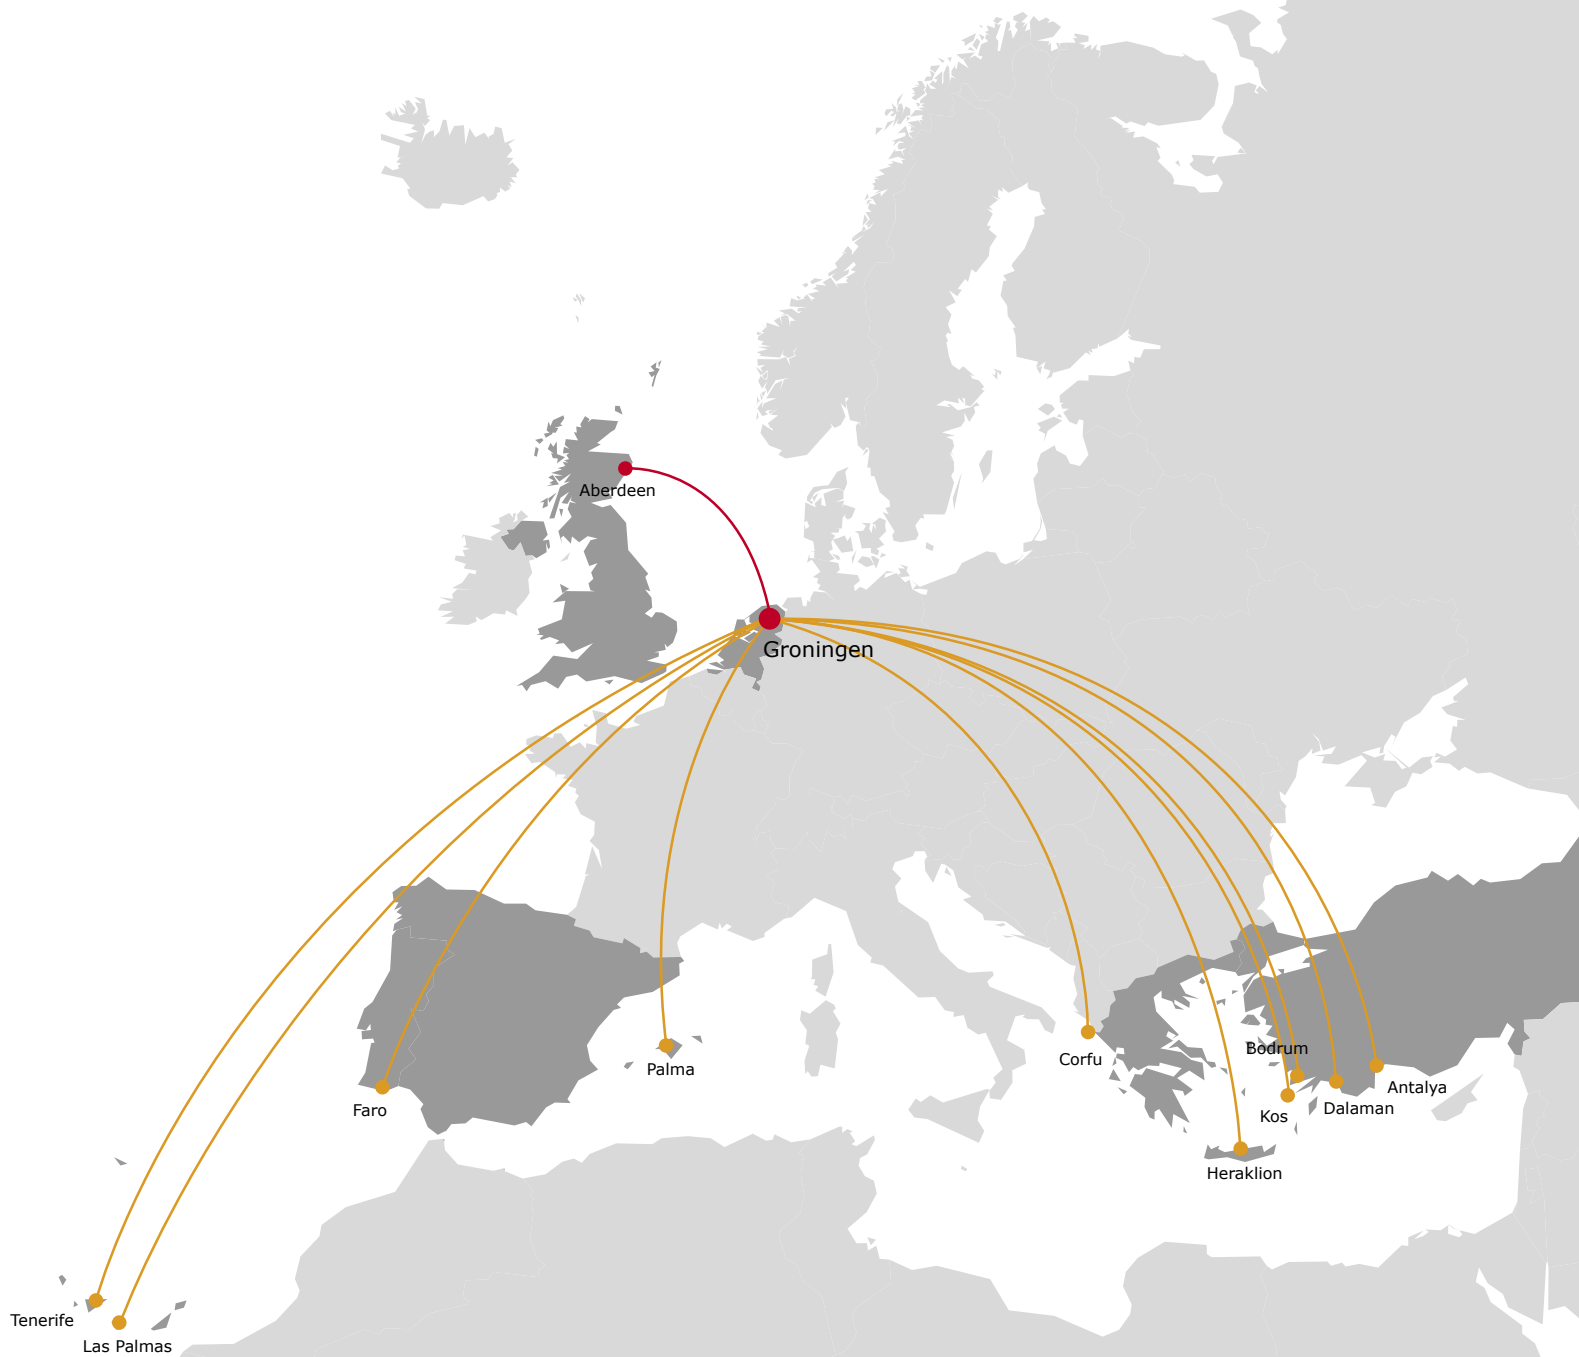 Aberdeen
Groningen
Bodrum
Corfu
Palma
Antalya
Faro
Dalaman
Kos
Heraklion
Tenerife
Las Palmas